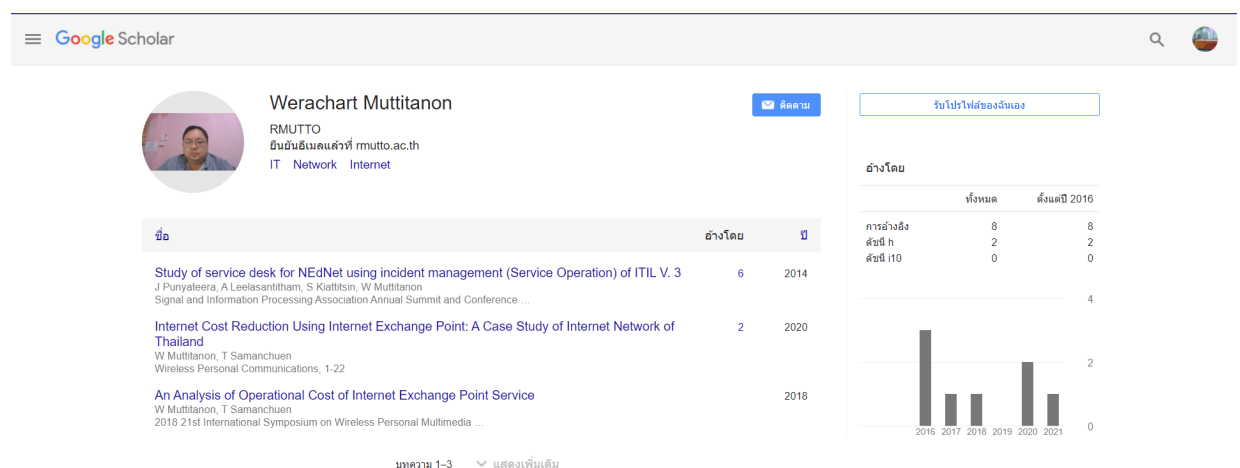 Google Scholar
Werachart Muttitanon
ติดตาม
RMUTTO
ยืนยันอีเมลแล้วที่ rmutto.ac.th
IT Network Internet
ชื่อ อ้างโดย ปี
Study of service desk for NEdNet using incident management (Service Operation) of ITIL V. 3 6 2014
J Punyateera, A Leelasantitham, S Kiattitsin, W Muttitanon
Signal and Information Processing Association Annual Summit and Conference ...
Internet Cost Reduction Using Internet Exchange Point: A Case Study of Internet Network of 2 2020
Thailand
W Muttitanon, T Samanchuen
Wireless Personal Communications, 1-22
An Analysis of Operational Cost of Internet Exchange Point Service 2018
W Muttitanon, T Samanchuen
2018 21st International Symposium on Wireless Personal Multimedia ...
บทความ 1–3 แสดงเพิ่มเติม
รับโปรไฟล์ของฉันเอง
อ้างโดย
ทั้งหมด ตั้งแต่ปี 2016
การอ้างอิง 8 8
ดัชนี h 2 2
ดัชนี i10 0 0
4
2
0
2016 2017 2018 2019 2020 2021